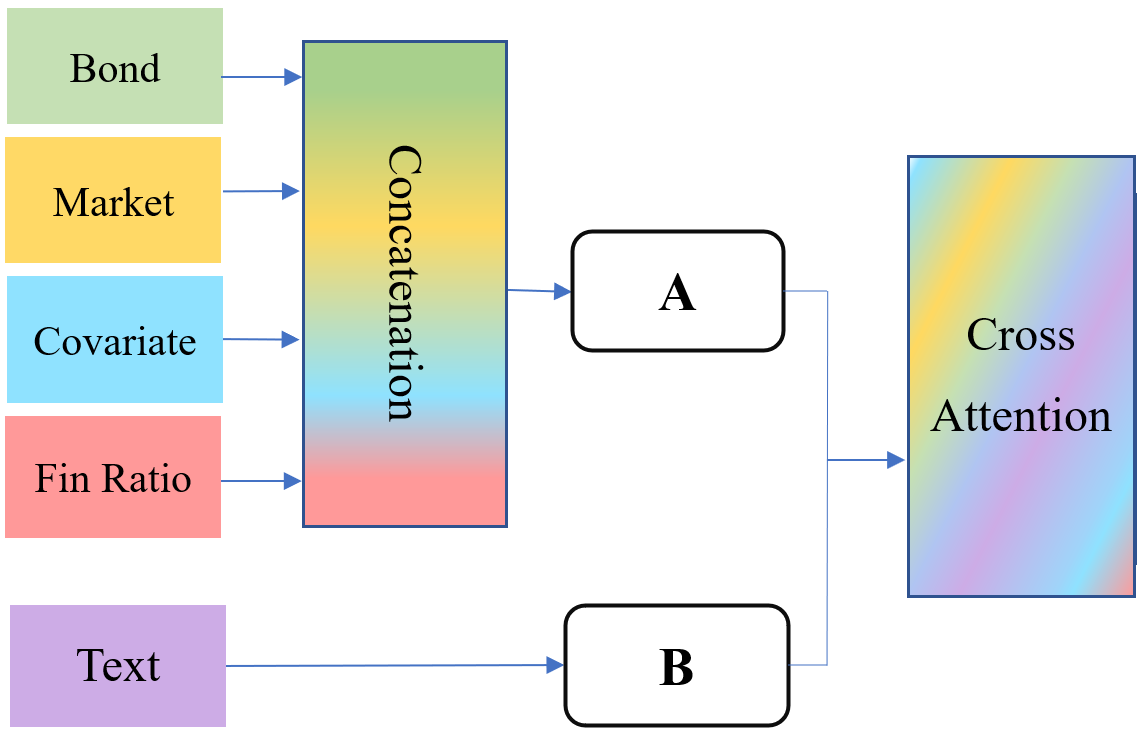 Bond
Market
Covariate
Fin Ratio
Text
Concatenation
A
B
Cross
Attention